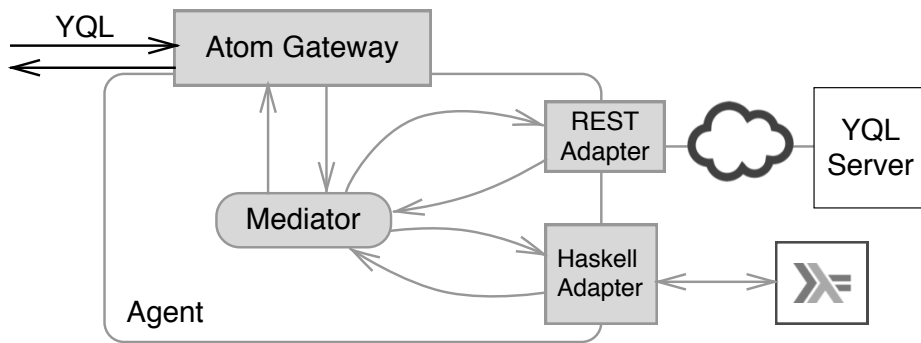 YQL
Atom Gateway
REST
Adapter
YQL
Server
Mediator
Haskell
Adapter
Agent